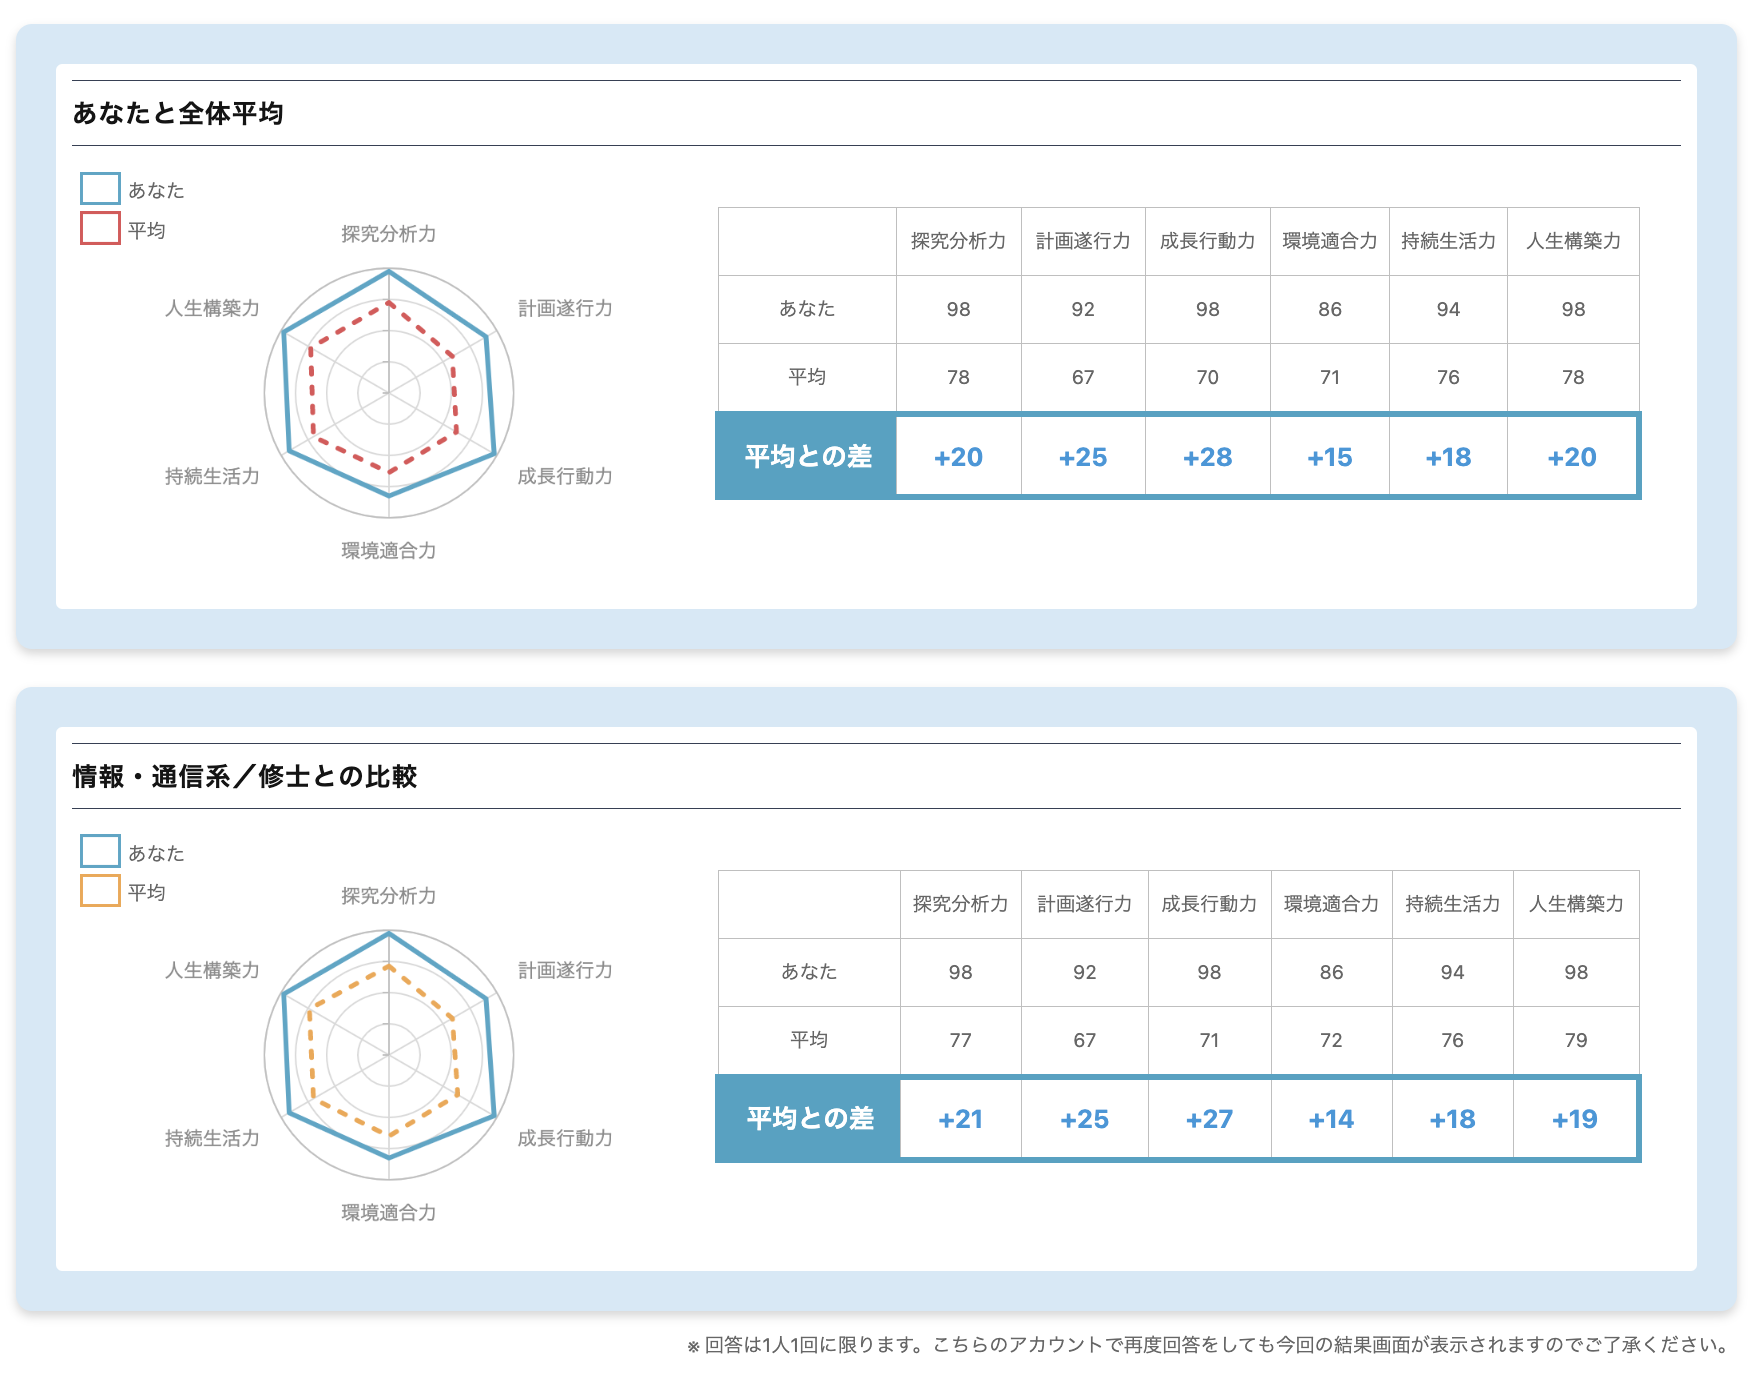 あなたと全体平均
あなた
平均
探究分析力
人生構築力
計画遂行力
持続生活力
成長行動力
環境適合力
探究分析力 計画遂行力 成長行動力 環境適合力 持続生活力 人生構築力
あなた 98 92 98 86 94 98
平均 78 67 70 71 76 78
平均との差 +20 +25 +28 +15 +18 +20
情報・通信系／修士との比較
あなた
平均
探究分析力
人生構築力
計画遂行力
持続生活力
成長行動力
環境適合力
探究分析力 計画遂行力 成長行動力 環境適合力 持続生活力 人生構築力
あなた 98 92 98 86 94 98
平均 77 67 71 72 76 79
平均との差 +21 +25 +27 +14 +18 +19
※ 回答は1人1回に限ります。こちらのアカウントで再度回答をしても今回の結果画面が表示されますのでご了承ください。